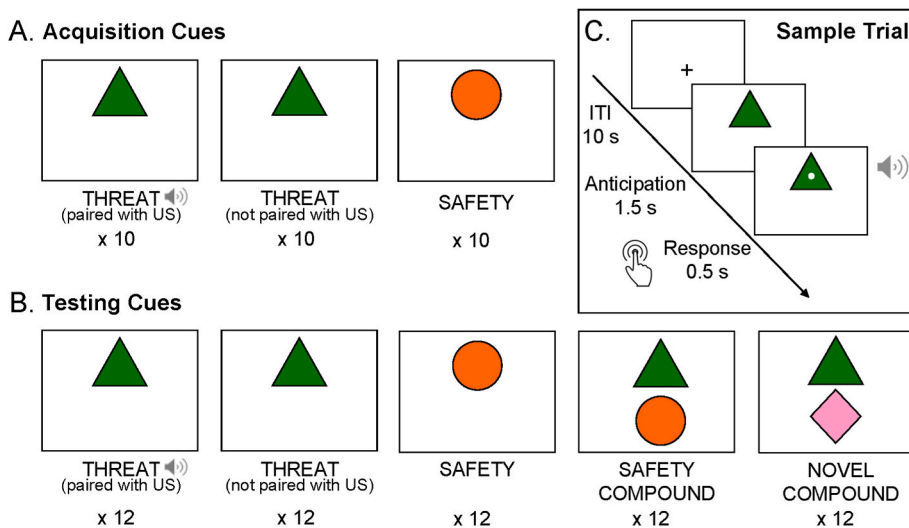 A. Acquisition Cues
THREAT
(paired with US)
x 10
THREAT
(not paired with US)
x 10
SAFETY
x 10
C. Sample Trial
+
ITI
10 s
Anticipation
1.5 s
Response
0.5 s
B. Testing Cues
THREAT
(paired with US)
x 12
THREAT
(not paired with US)
x 12
SAFETY
x 12
SAFETY
COMPOUND
x 12
NOVEL
COMPOUND
x 12